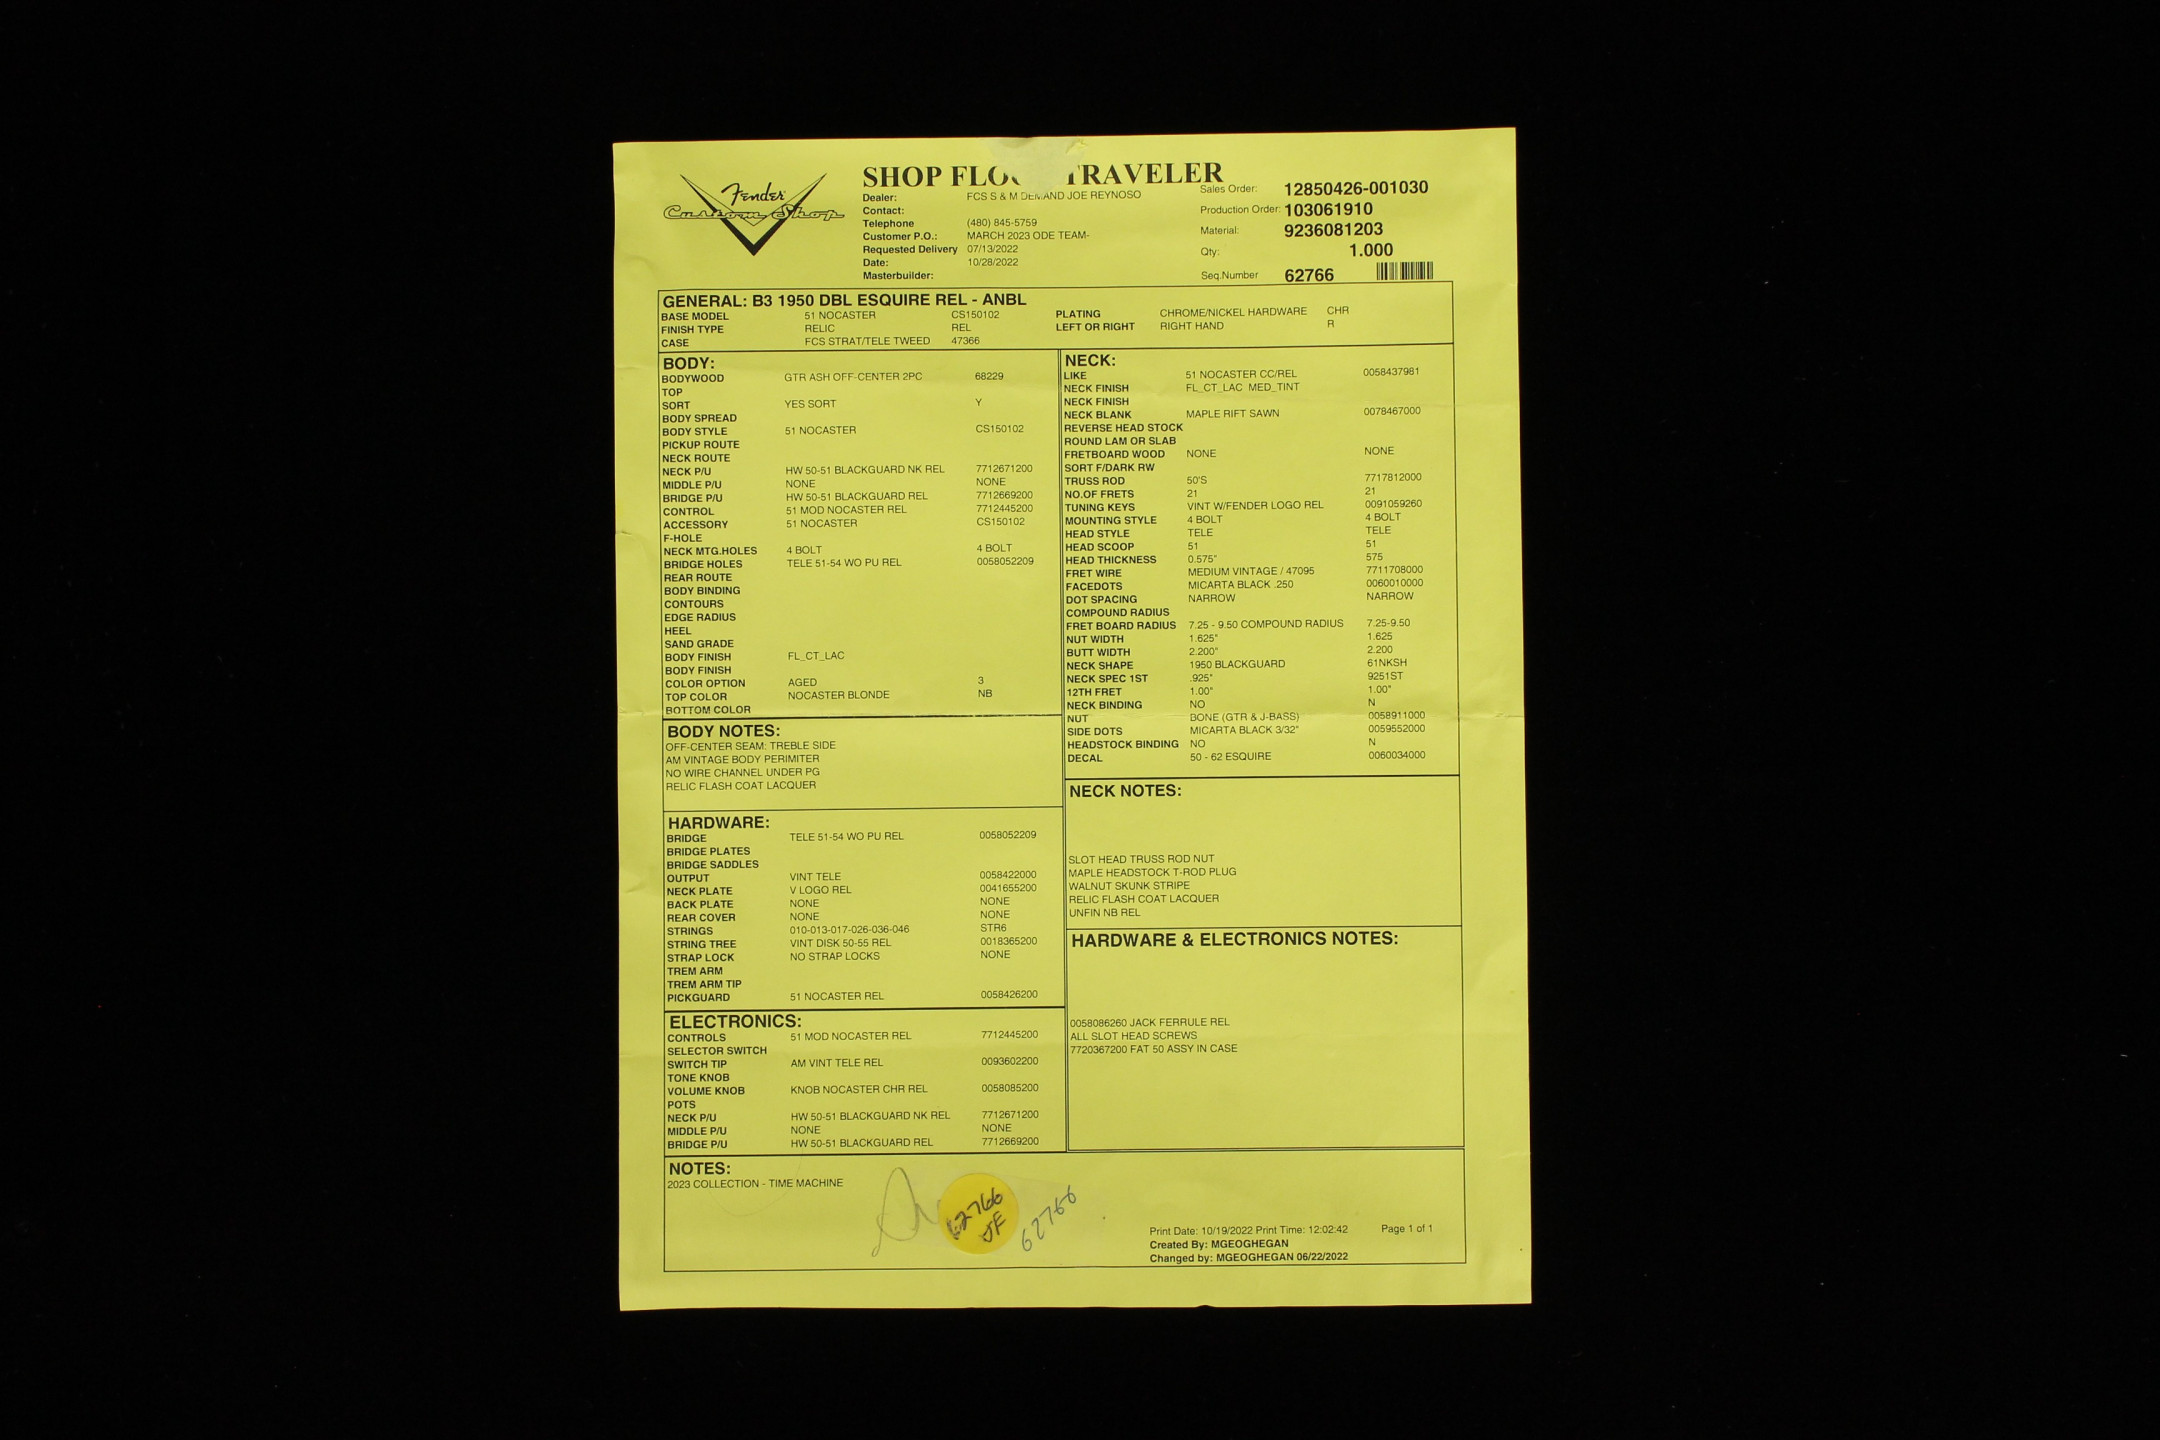 Fender
Custom Shop
SHOP FLO TRAVELER
Dealer: FCS S & M DEMAND JOE REYNOSO
Contact:
Telephone (480) 845-5759
Customer P.O.: MARCH 2023 ODE TEAM-
Requested Delivery 07/13/2022
Date: 10/28/2022
Masterbuilder:
Sales Order: 12850426-001030
Production Order: 103061910
Material: 9236081203
Qty: 1.000
Seq.Number 62766
GENERAL: B3 1950 DBL ESQUIRE REL - ANBL
BASE MODEL 51 NOCASTER CS150102 PLATING CHROME/NICKEL HARDWARE CHR
FINISH TYPE RELIC REL LEFT OR RIGHT RIGHT HAND R
CASE FCS STRAT/TELE TWEED 47366
BODY:
BODYWOOD GTR ASH OFF-CENTER 2PC 68229
TOP
SORT YES SORT Y
BODY SPREAD
BODY STYLE 51 NOCASTER CS150102
PICKUP ROUTE
NECK ROUTE
NECK P/U HW 50-51 BLACKGUARD NK REL 7712671200
MIDDLE P/U NONE NONE
BRIDGE P/U HW 50-51 BLACKGUARD REL 7712669200
CONTROL 51 MOD NOCASTER REL 7712445200
ACCESSORY 51 NOCASTER CS150102
F-HOLE
NECK MTG.HOLES 4 BOLT 4 BOLT
BRIDGE HOLES TELE 51-54 WO PU REL 0058052209
REAR ROUTE
BODY BINDING
CONTOURS
EDGE RADIUS
HEEL
SAND GRADE
BODY FINISH FL_CT_LAC
BODY FINISH
COLOR OPTION AGED 3
TOP COLOR NOCASTER BLONDE NB
BOTTOM COLOR
BODY NOTES:
OFF-CENTER SEAM: TREBLE SIDE
AM VINTAGE BODY PERIMITER
NO WIRE CHANNEL UNDER PG
RELIC FLASH COAT LACQUER
HARDWARE:
BRIDGE TELE 51-54 WO PU REL 0058052209
BRIDGE PLATES
BRIDGE SADDLES
OUTPUT VINT TELE 0058422000
NECK PLATE V LOGO REL 0041655200
BACK PLATE NONE NONE
REAR COVER NONE NONE
STRINGS 010-013-017-026-036-046 STR6
STRING TREE VINT DISK 50-55 REL 0018365200
STRAP LOCK NO STRAP LOCKS NONE
TREM ARM
TREM ARM TIP
PICKGUARD 51 NOCASTER REL 0058426200
ELECTRONICS:
CONTROLS 51 MOD NOCASTER REL 7712445200
SELECTOR SWITCH
SWITCH TIP AM VINT TELE REL 0093602200
TONE KNOB
VOLUME KNOB KNOB NOCASTER CHR REL 0058085200
POTS
NECK P/U HW 50-51 BLACKGUARD NK REL 7712671200
MIDDLE P/U NONE NONE
BRIDGE P/U HW 50-51 BLACKGUARD REL 7712669200
NECK:
LIKE 51 NOCASTER CC/REL 0058437981
NECK FINISH FL_CT_LAC MED_TINT
NECK FINISH
NECK BLANK MAPLE RIFT SAWN 0078467000
REVERSE HEAD STOCK
ROUND LAM OR SLAB
FRETBOARD WOOD NONE NONE
SORT F/DARK RW
TRUSS ROD 50'S 7717812000
NO.OF FRETS 21 21
TUNING KEYS VINT W/FENDER LOGO REL 0091059260
MOUNTING STYLE 4 BOLT 4 BOLT
HEAD STYLE TELE TELE
HEAD SCOOP 51 51
HEAD THICKNESS 0.575" 575
FRET WIRE MEDIUM VINTAGE / 47095 7711708000
FACEDOTS MICARTA BLACK .250 0060010000
DOT SPACING NARROW NARROW
COMPOUND RADIUS
FRET BOARD RADIUS 7.25 - 9.50 COMPOUND RADIUS 7.25-9.50
NUT WIDTH 1.625" 1.625
BUTT WIDTH 2.200" 2.200
NECK SHAPE 1950 BLACKGUARD 61NKSH
NECK SPEC 1ST .925" 9251ST
12TH FRET 1.00" 1.00"
NECK BINDING NO N
NUT BONE (GTR & J-BASS) 0058911000
SIDE DOTS MICARTA BLACK 3/32" 0059552000
HEADSTOCK BINDING NO N
DECAL 50 - 62 ESQUIRE 0060034000
NECK NOTES:
SLOT HEAD TRUSS ROD NUT
MAPLE HEADSTOCK T-ROD PLUG
WALNUT SKUNK STRIPE
RELIC FLASH COAT LACQUER
UNFIN NB REL
HARDWARE & ELECTRONICS NOTES:
0058086260 JACK FERRULE REL
ALL SLOT HEAD SCREWS
7720367200 FAT 50 ASSY IN CASE
NOTES:
2023 COLLECTION - TIME MACHINE
62766
JF
62766
Print Date: 10/19/2022 Print Time: 12:02:42 Page 1 of 1
Created By: MGEOGHEGAN
Changed by: MGEOGHEGAN 06/22/2022